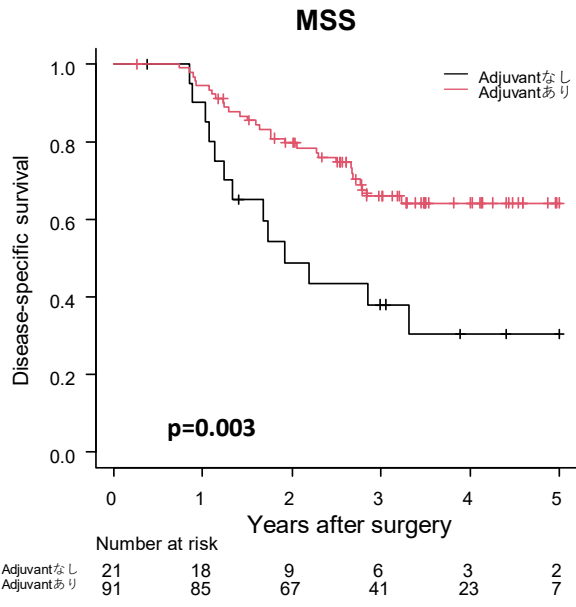 MSS
Adjuvantなし
Adjuvantあり
Disease-specific survival
1.0
0.8
0.6
0.4
0.2
0.0
p=0.003
0 1 2 3 4 5
Years after surgery
Number at risk
Adjuvantなし 21 18 9 6 3 2
Adjuvantあり 91 85 67 41 23 7